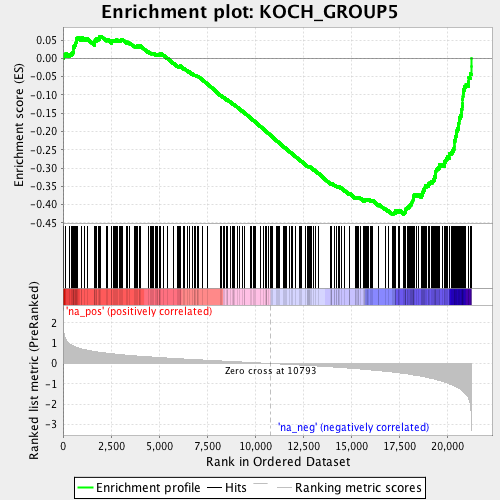 Enrichment plot: KOCH_GROUP5
Enrichment score (ES)
0.05
0.00
-0.05
-0.10
-0.15
-0.20
-0.25
-0.30
-0.35
-0.40
-0.45
'na_pos' (positively correlated)
Ranked list metric (PreRanked)
2
1
0
-1
-2
-3
Zero cross at 10793
'na_neg' (negatively correlated)
0
2,500
5,000
7,500
10,000
12,500
15,000
17,500
20,000
Rank in Ordered Dataset
Enrichment profile
Hits
Ranking metric scores